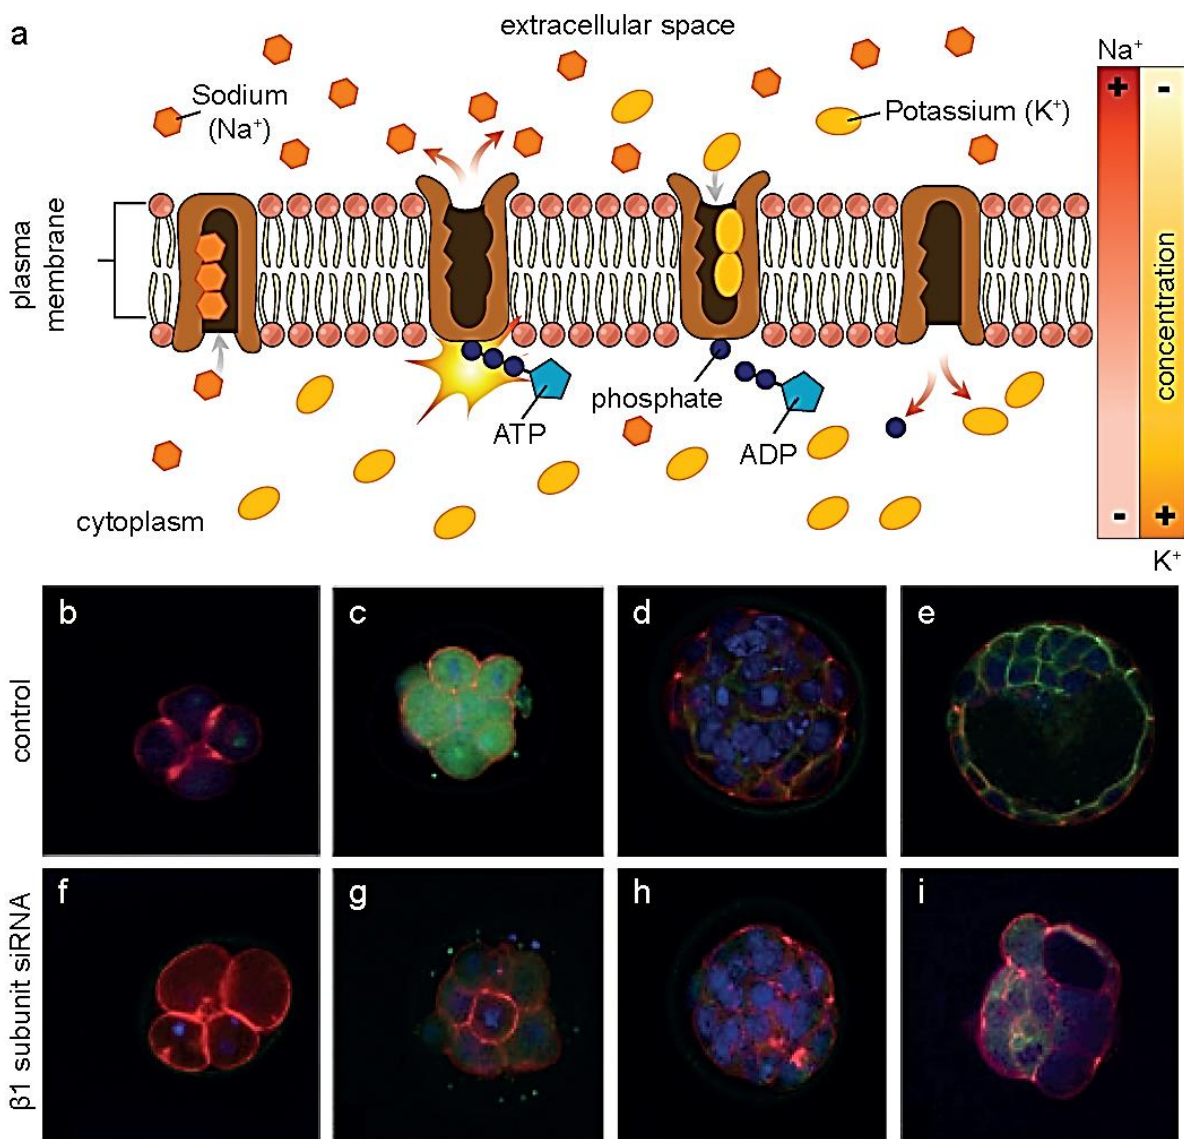 a
extracellular space
Na⁺
+
-
Sodium
(Na⁺)
Potassium (K⁺)
plasma
membrane
concentration
phosphate
ATP
ADP
cytoplasm
-
+
K⁺
control
b
c
d
e
β1 subunit siRNA
f
g
h
i